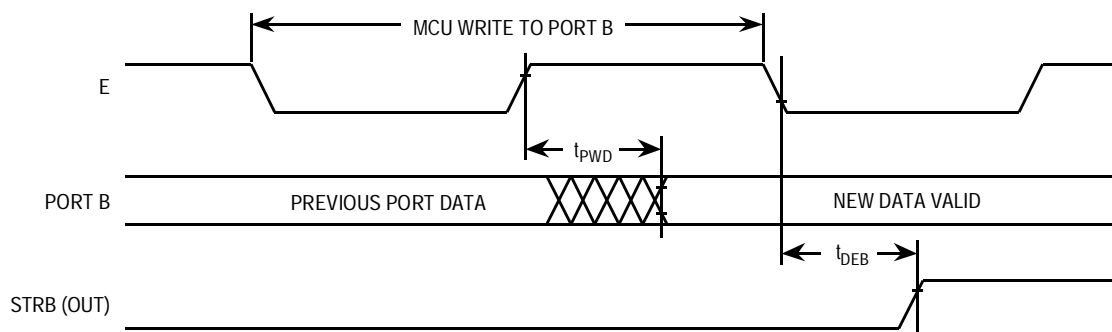 MCU WRITE TO PORT B
E
tPWD
PORT B
PREVIOUS PORT DATA
NEW DATA VALID
tDEB
STRB (OUT)